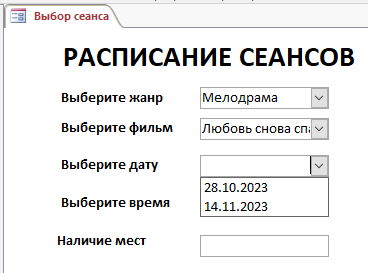 Выбор сеанса
РАСПИСАНИЕ СЕАНСОВ
Выберите жанр Мелодрама
Выберите фильм Любовь снова спа
Выберите дату
28.10.2023
Выберите время 14.11.2023
Наличие мест